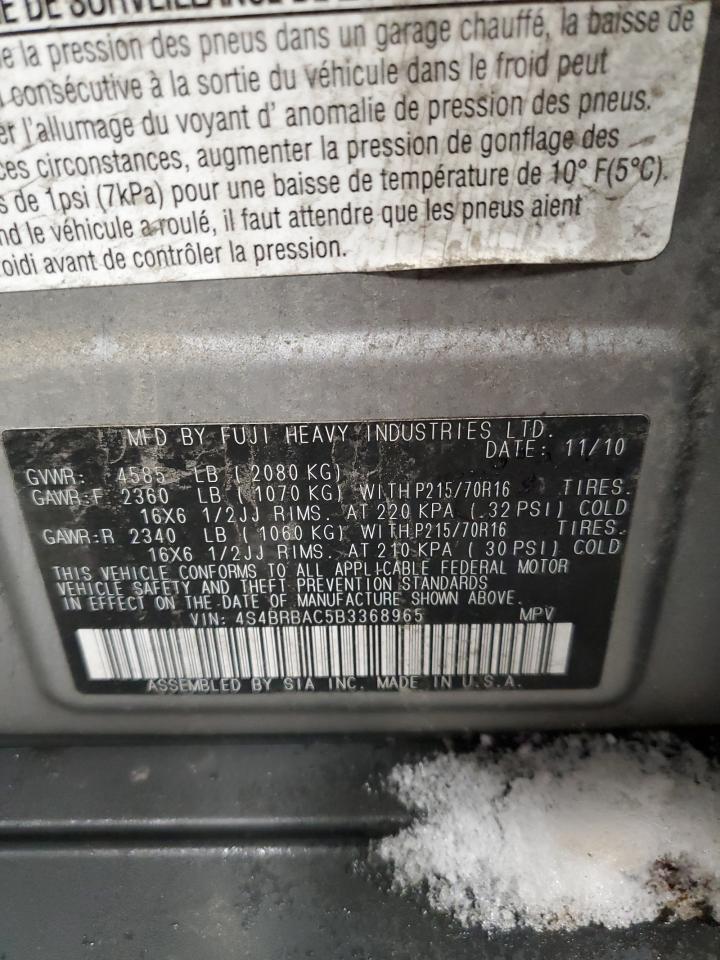 DE SURVEILLANCE DE
la pression des pneus dans un garage chauffé, la baisse de
consécutive à la sortie du véhicule dans le froid peut
er l'allumage du voyant d' anomalie de pression des pneus.
ces circonstances, augmenter la pression de gonflage des
s de 1psi (7kPa) pour une baisse de température de 10° F(5°C).
nd le véhicule a roulé, il faut attendre que les pneus aient
oidi avant de contrôler la pression.
MFD BY FUJI HEAVY INDUSTRIES LTD.
DATE: 11/10
GVWR: 4585 LB ( 2080 KG)
GAWR:F 2360 LB ( 1070 KG) WITH P215/70R16 TIRES.
16X6 1/2JJ RIMS. AT 220 KPA ( 32 PSI) COLD
GAWR:R 2340 LB ( 1060 KG) WITH P215/70R16 TIRES.
16X6 1/2JJ RIMS. AT 210 KPA ( 30 PSI) COLD
THIS VEHICLE CONFORMS TO ALL APPLICABLE FEDERAL MOTOR
VEHICLE SAFETY AND THEFT PREVENTION STANDARDS
IN EFFECT ON THE DATE OF MANUFACTURE SHOWN ABOVE.
VIN: 4S4BRBAC5B3368965 MPV
ASSEMBLED BY SIA INC. MADE IN U.S.A.